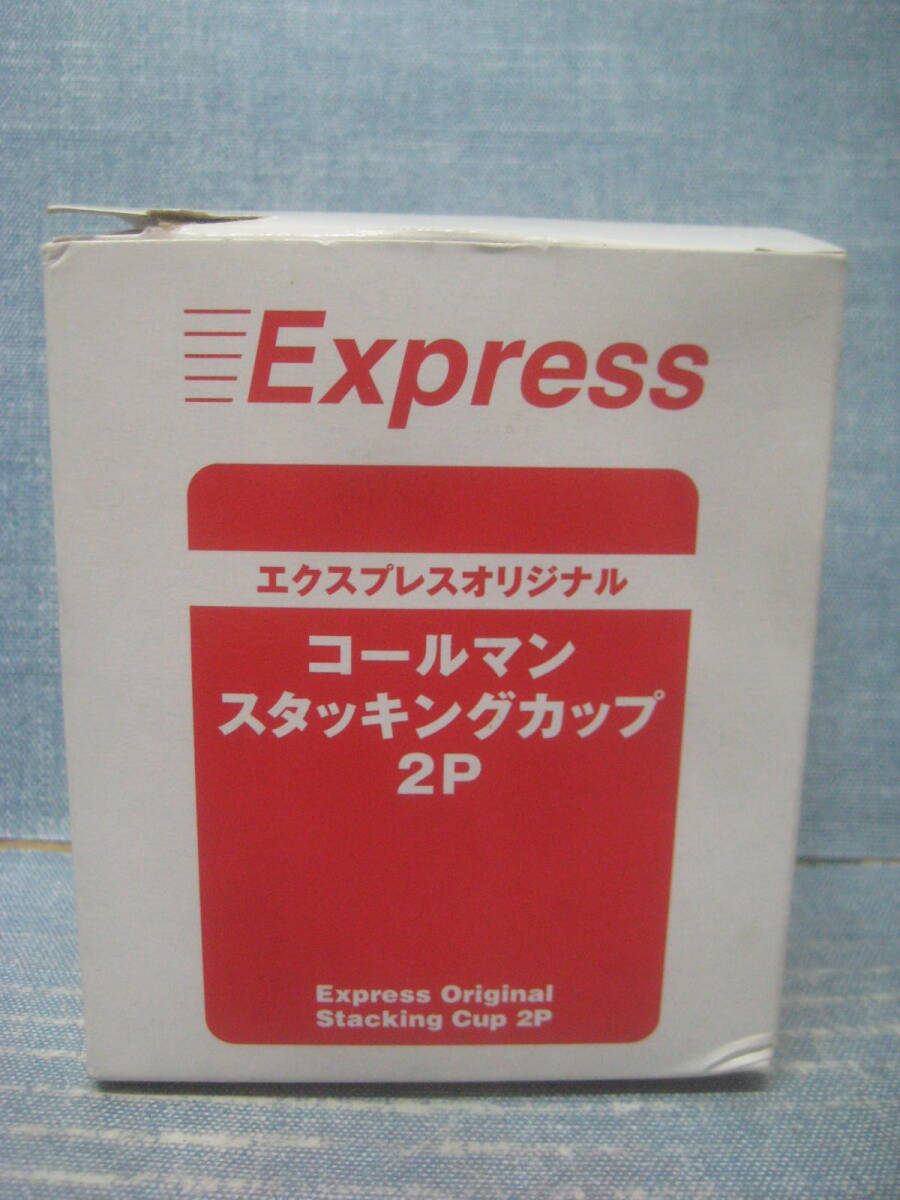 Express
エクスプレスオリジナル
コールマン
スタッキングカップ
2P
Express Original
Stacking Cup 2P